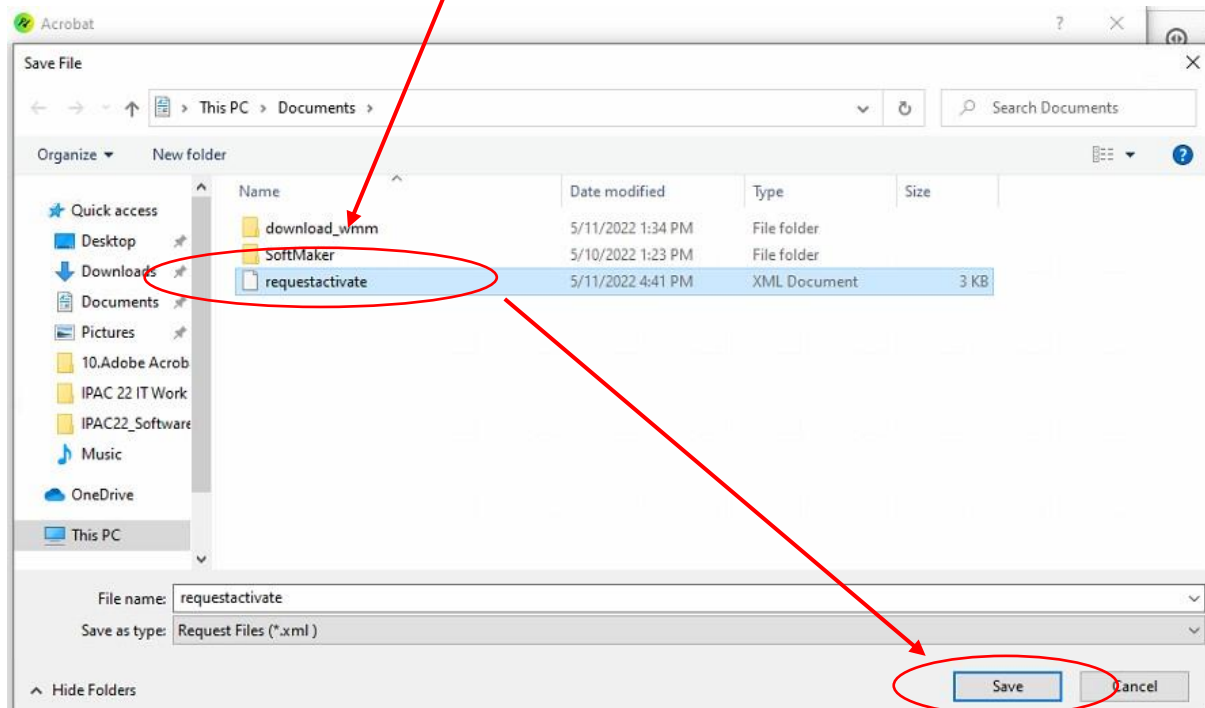 Acrobat
Save File
This PC > Documents >
Search Documents
Organize
New folder
Name
Date modified
Type
Size
Quick access
Desktop
Downloads
Documents
Pictures
10.Adobe Acrob
IPAC 22 IT Work
IPAC22_Software
Music
OneDrive
This PC
download_wmm 5/11/2022 1:34 PM File folder
SoftMaker 5/10/2022 1:23 PM File folder
requestactivate 5/11/2022 4:41 PM XML Document 3 KB
File name: requestactivate
Save as type: Request Files (*.xml )
Hide Folders
Save
Cancel